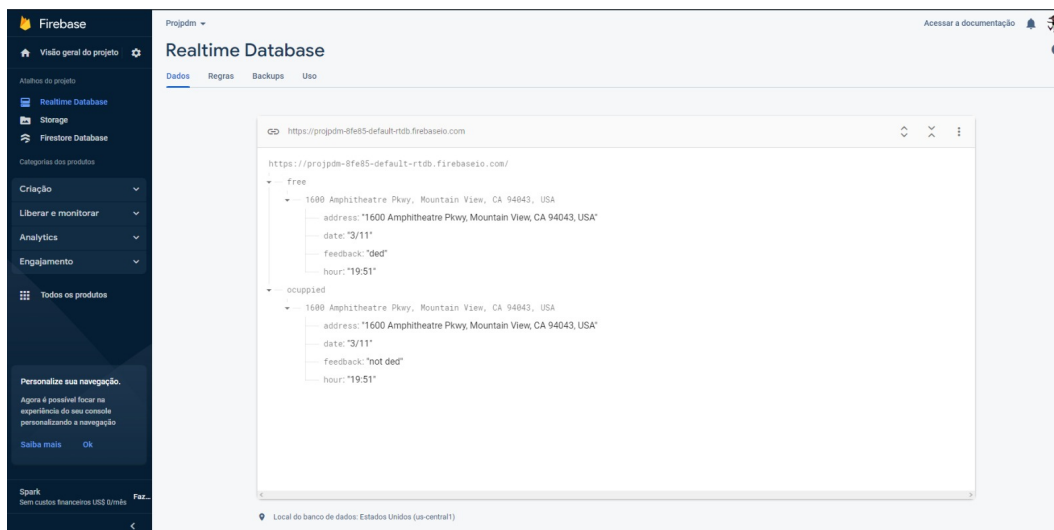 Firebase
Visão geral do projeto
Atalhos do projeto
Realtime Database
Storage
Firestore Database
Categorias dos produtos
Criação
Liberar e monitorar
Analytics
Engajamento
Todos os produtos
Personalize sua navegação.
Agora é possível focar na
experiência do seu console
personalizando a navegação
Saiba mais Ok
Spark
Sem custos financeiros US$ 0/mês Faz...
Projpdm
Acessar a documentação
Realtime Database
Dados Regras Backups Uso
https://projpdm-8fe85-default-rtdb.firebaseio.com
https://projpdm-8fe85-default-rtdb.firebaseio.com/
free
1600 Amphitheatre Pkwy, Mountain View, CA 94043, USA
address: "1600 Amphitheatre Pkwy, Mountain View, CA 94043, USA"
date: "3/11"
feedback: "ded"
hour: "19:51"
ocuppied
1600 Amphitheatre Pkwy, Mountain View, CA 94043, USA
address: "1600 Amphitheatre Pkwy, Mountain View, CA 94043, USA"
date: "3/11"
feedback: "not ded"
hour: "19:51"
Local do banco de dados: Estados Unidos (us-central1)